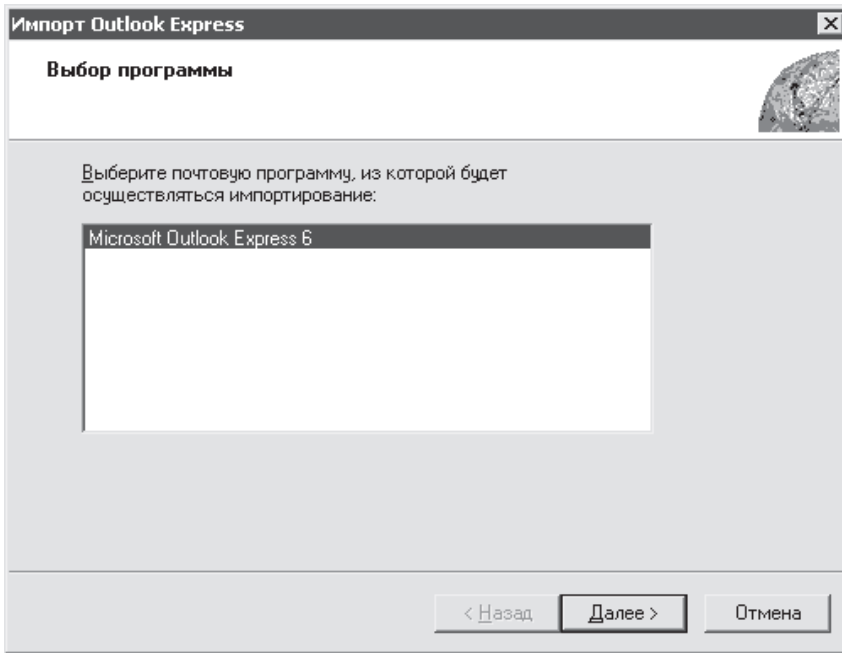 Импорт Outlook Express
Выбор программы
Выберите почтовую программу, из которой будет
осуществляться импортирование:
Microsoft Outlook Express 6
< Назад Далее > Отмена